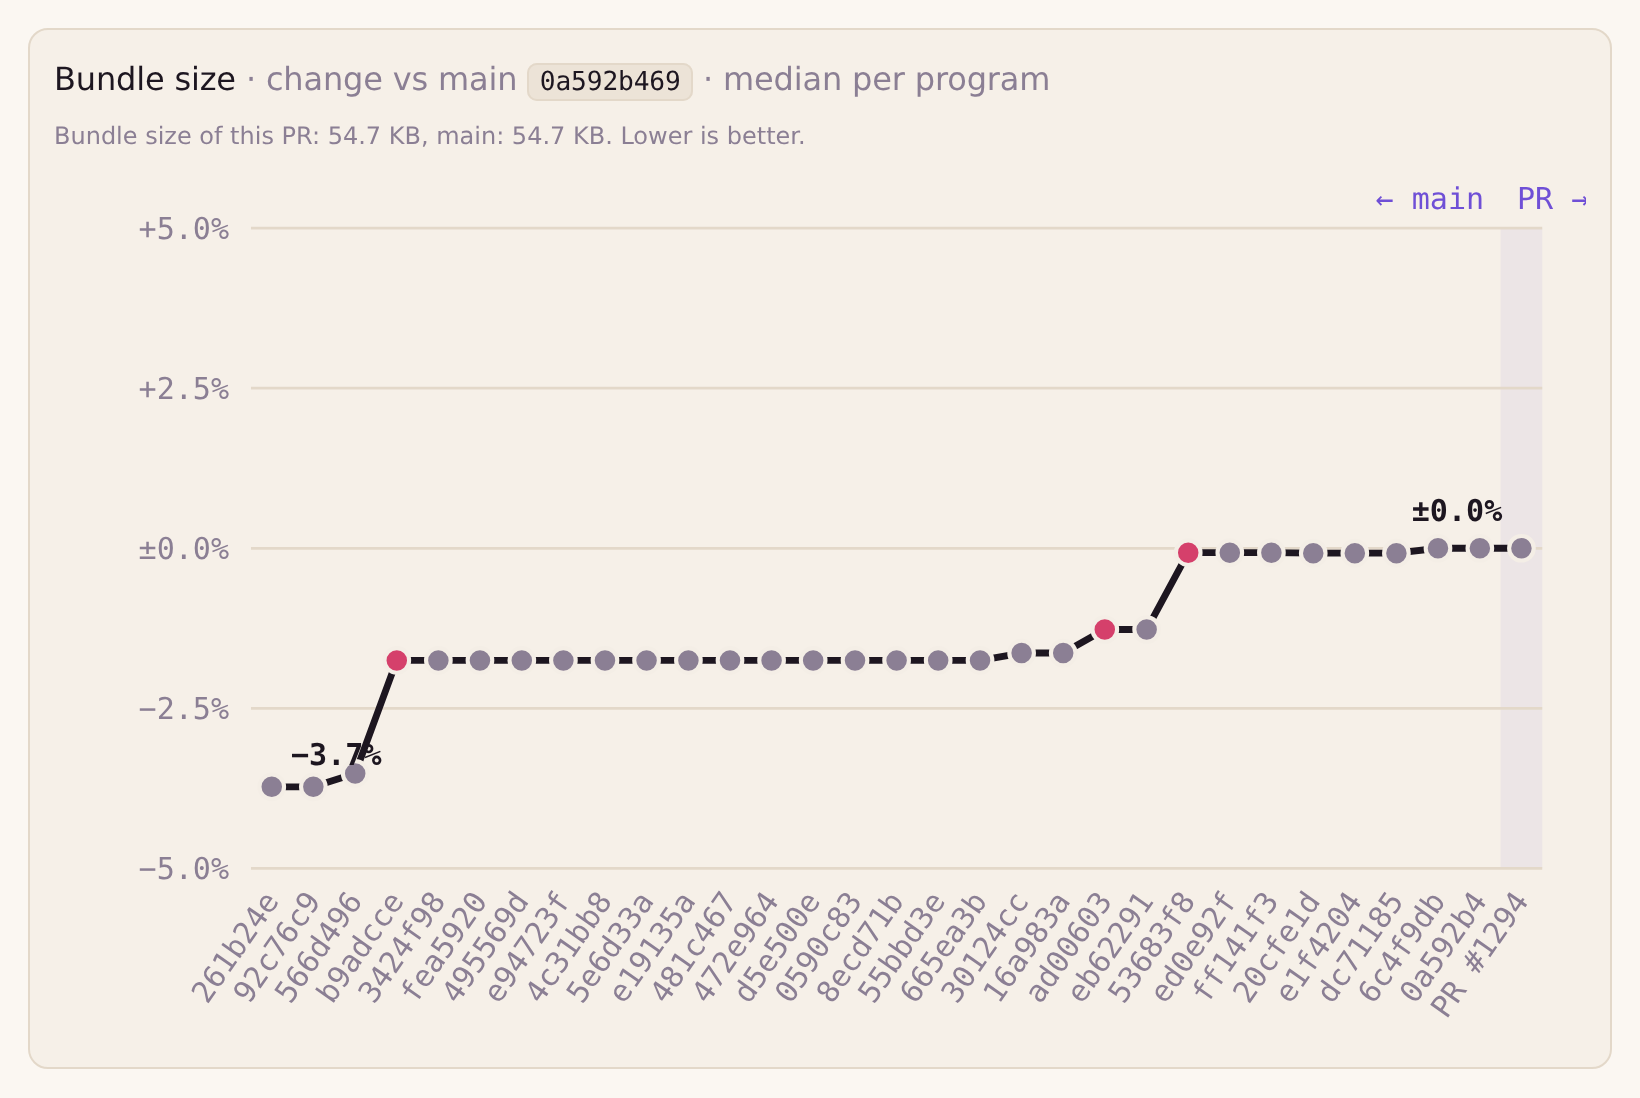 Bundle size · change vs main 0a592b469 · median per program
Bundle size of this PR: 54.7 KB, main: 54.7 KB. Lower is better.
← main PR →
+5.0%
+2.5%
±0.0%
−2.5%
−5.0%
−3.7%
±0.0%
261b24e
92c76c9
566d496
b9adcce
3424f98
fea5920
495569d
e94723f
4c31bb8
5e6d33a
e19135a
481c467
472e964
d5e500e
0590c83
8ecd71b
55bbd3e
665ea3b
30124cc
16a983a
ad00603
eb62291
53683f8
ed0e92f
ff141f3
20cfe1d
e1f4204
dc71185
6c4f9db
0a592b4
PR #1294